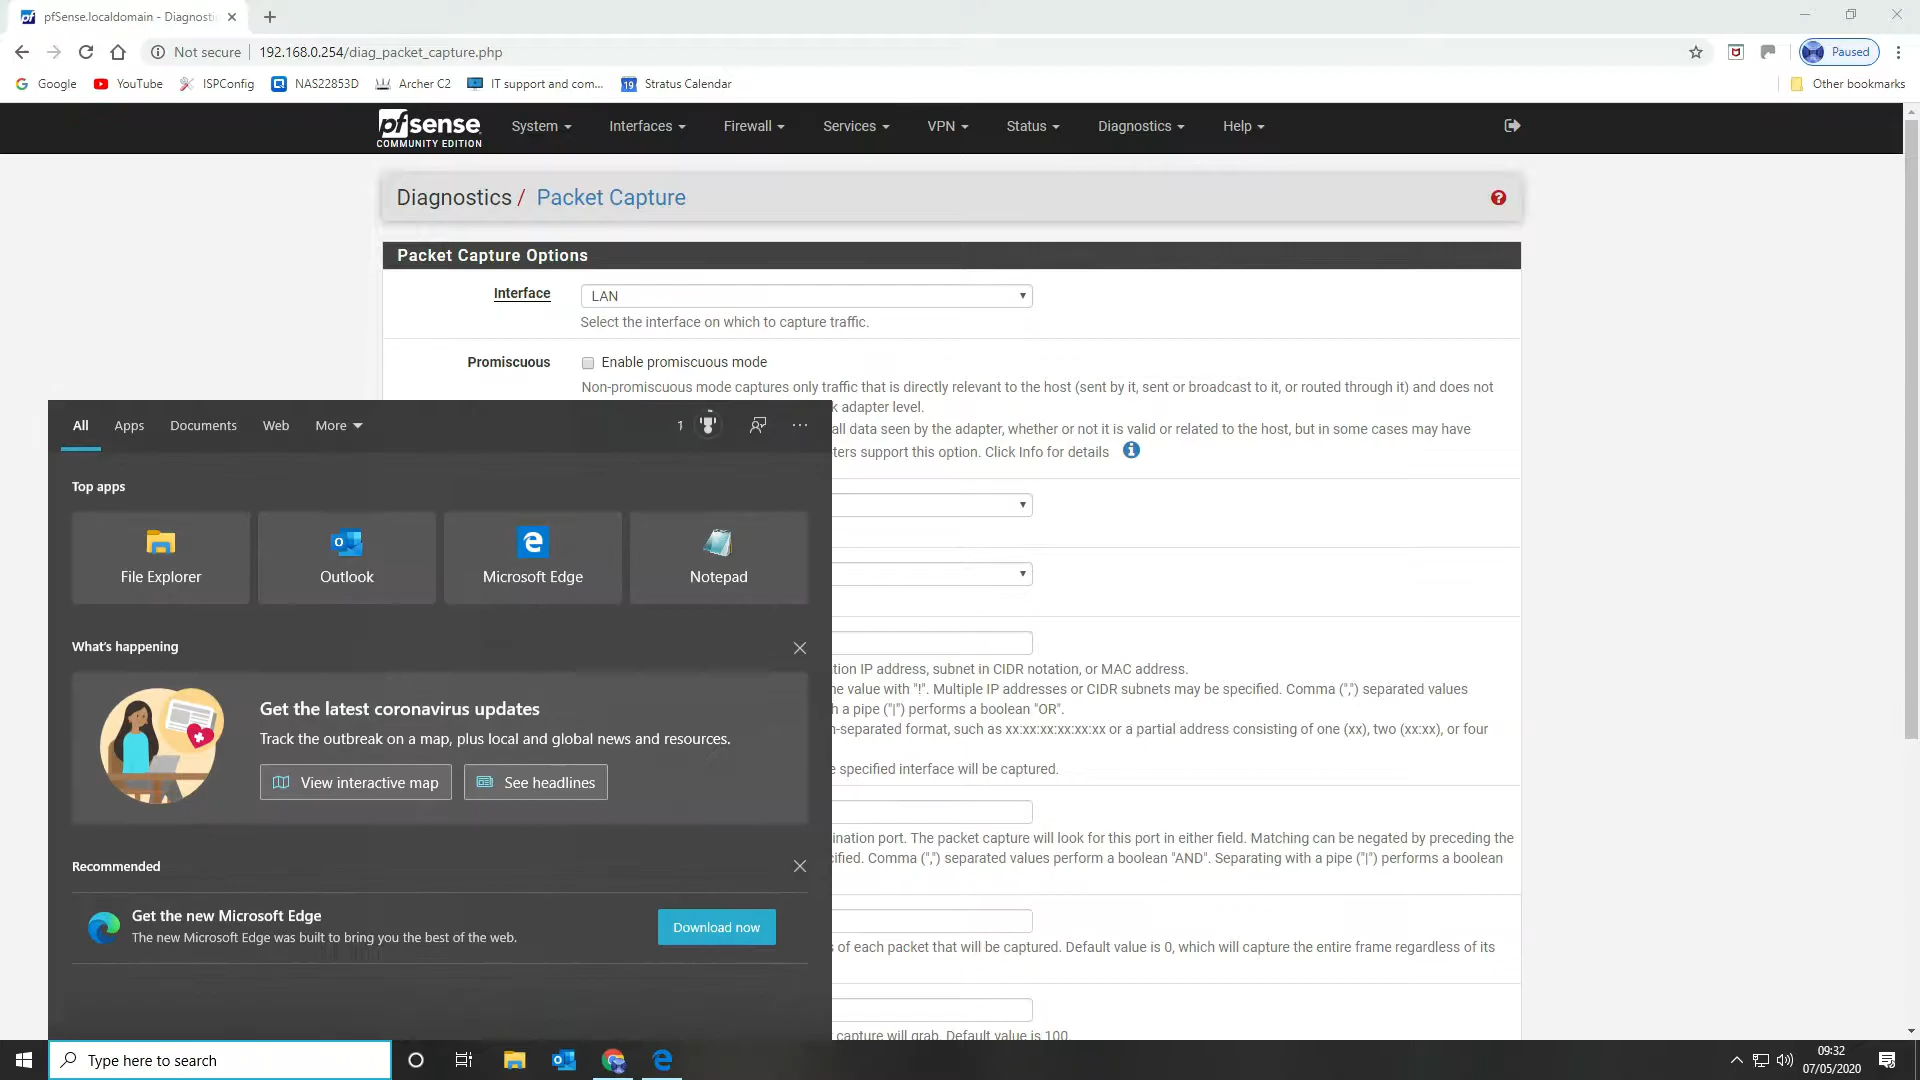 pfSense.localdomain - Diagnosti
Not secure
192.168.0.254/diag_packet_capture.php
Paused
Google
YouTube
ISPConfig
NAS22853D
Archer C2
IT support and com...
19
Stratus Calendar
Other bookmarks
pfsense
COMMUNITY EDITION
System
Interfaces
Firewall
Services
VPN
Status
Diagnostics
Help
Diagnostics / Packet Capture
Packet Capture Options
Interface
LAN
Select the interface on which to capture traffic.
Promiscuous
Enable promiscuous mode
Non-promiscuous mode captures only traffic that is directly relevant to the host (sent by it, sent or broadcast to it, or routed through it) and does not
k adapter level.
all data seen by the adapter, whether or not it is valid or related to the host, but in some cases may have
ters support this option. Click Info for details
tion IP address, subnet in CIDR notation, or MAC address.
ne value with "!". Multiple IP addresses or CIDR subnets may be specified. Comma (",") separated values
h a pipe ("|") performs a boolean "OR".
n-separated format, such as xx:xx:xx:xx:xx:xx or a partial address consisting of one (xx), two (xx:xx), or four
e specified interface will be captured.
ination port. The packet capture will look for this port in either field. Matching can be negated by preceding the
cified. Comma (",") separated values perform a boolean "AND". Separating with a pipe ("|") performs a boolean
s of each packet that will be captured. Default value is 0, which will capture the entire frame regardless of its
capture will grab. Default value is 100.
All
Apps
Documents
Web
More
1
Top apps
File Explorer
Outlook
Microsoft Edge
Notepad
What's happening
Get the latest coronavirus updates
Track the outbreak on a map, plus local and global news and resources.
View interactive map
See headlines
Recommended
Get the new Microsoft Edge
The new Microsoft Edge was built to bring you the best of the web.
Download now
Type here to search
09:32
07/05/2020